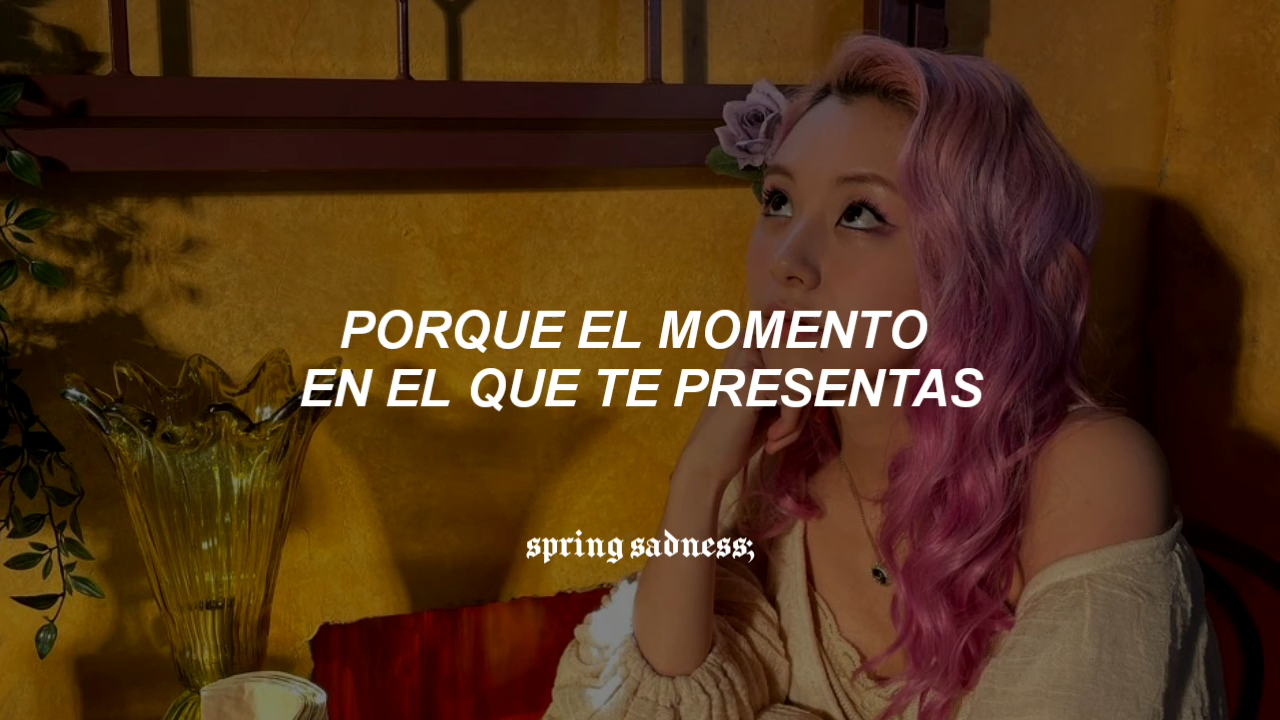 PORQUE EL MOMENTO
EN EL QUE TE PRESENTAS
spring sadness;